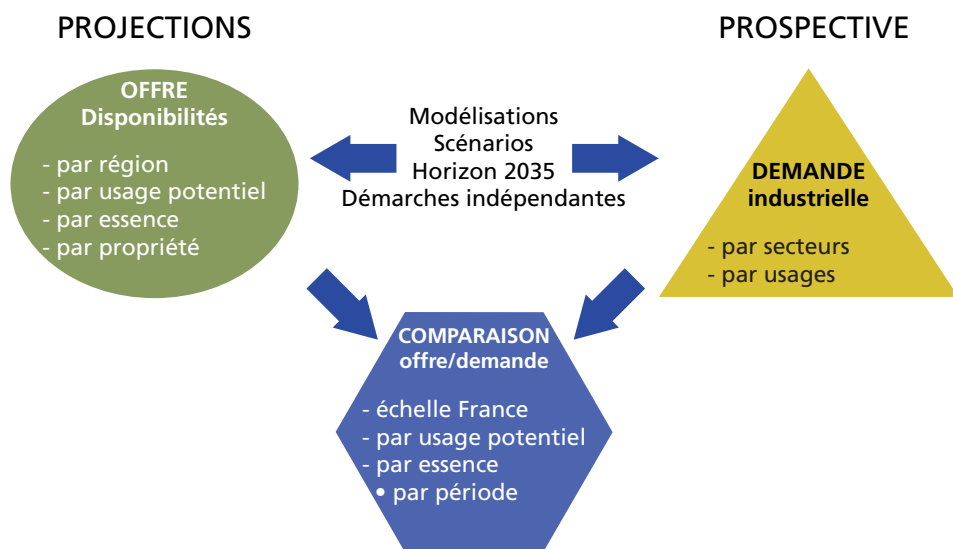 PROJECTIONS
PROSPECTIVE
OFFRE
Disponibilités
- par région
- par usage potentiel
- par essence
- par propriété
Modélisations
Scénarios
Horizon 2035
Démarches indépendantes
DEMANDE
industrielle
- par secteurs
- par usages
COMPARAISON
offre/demande
- échelle France
- par usage potentiel
- par essence
• par période